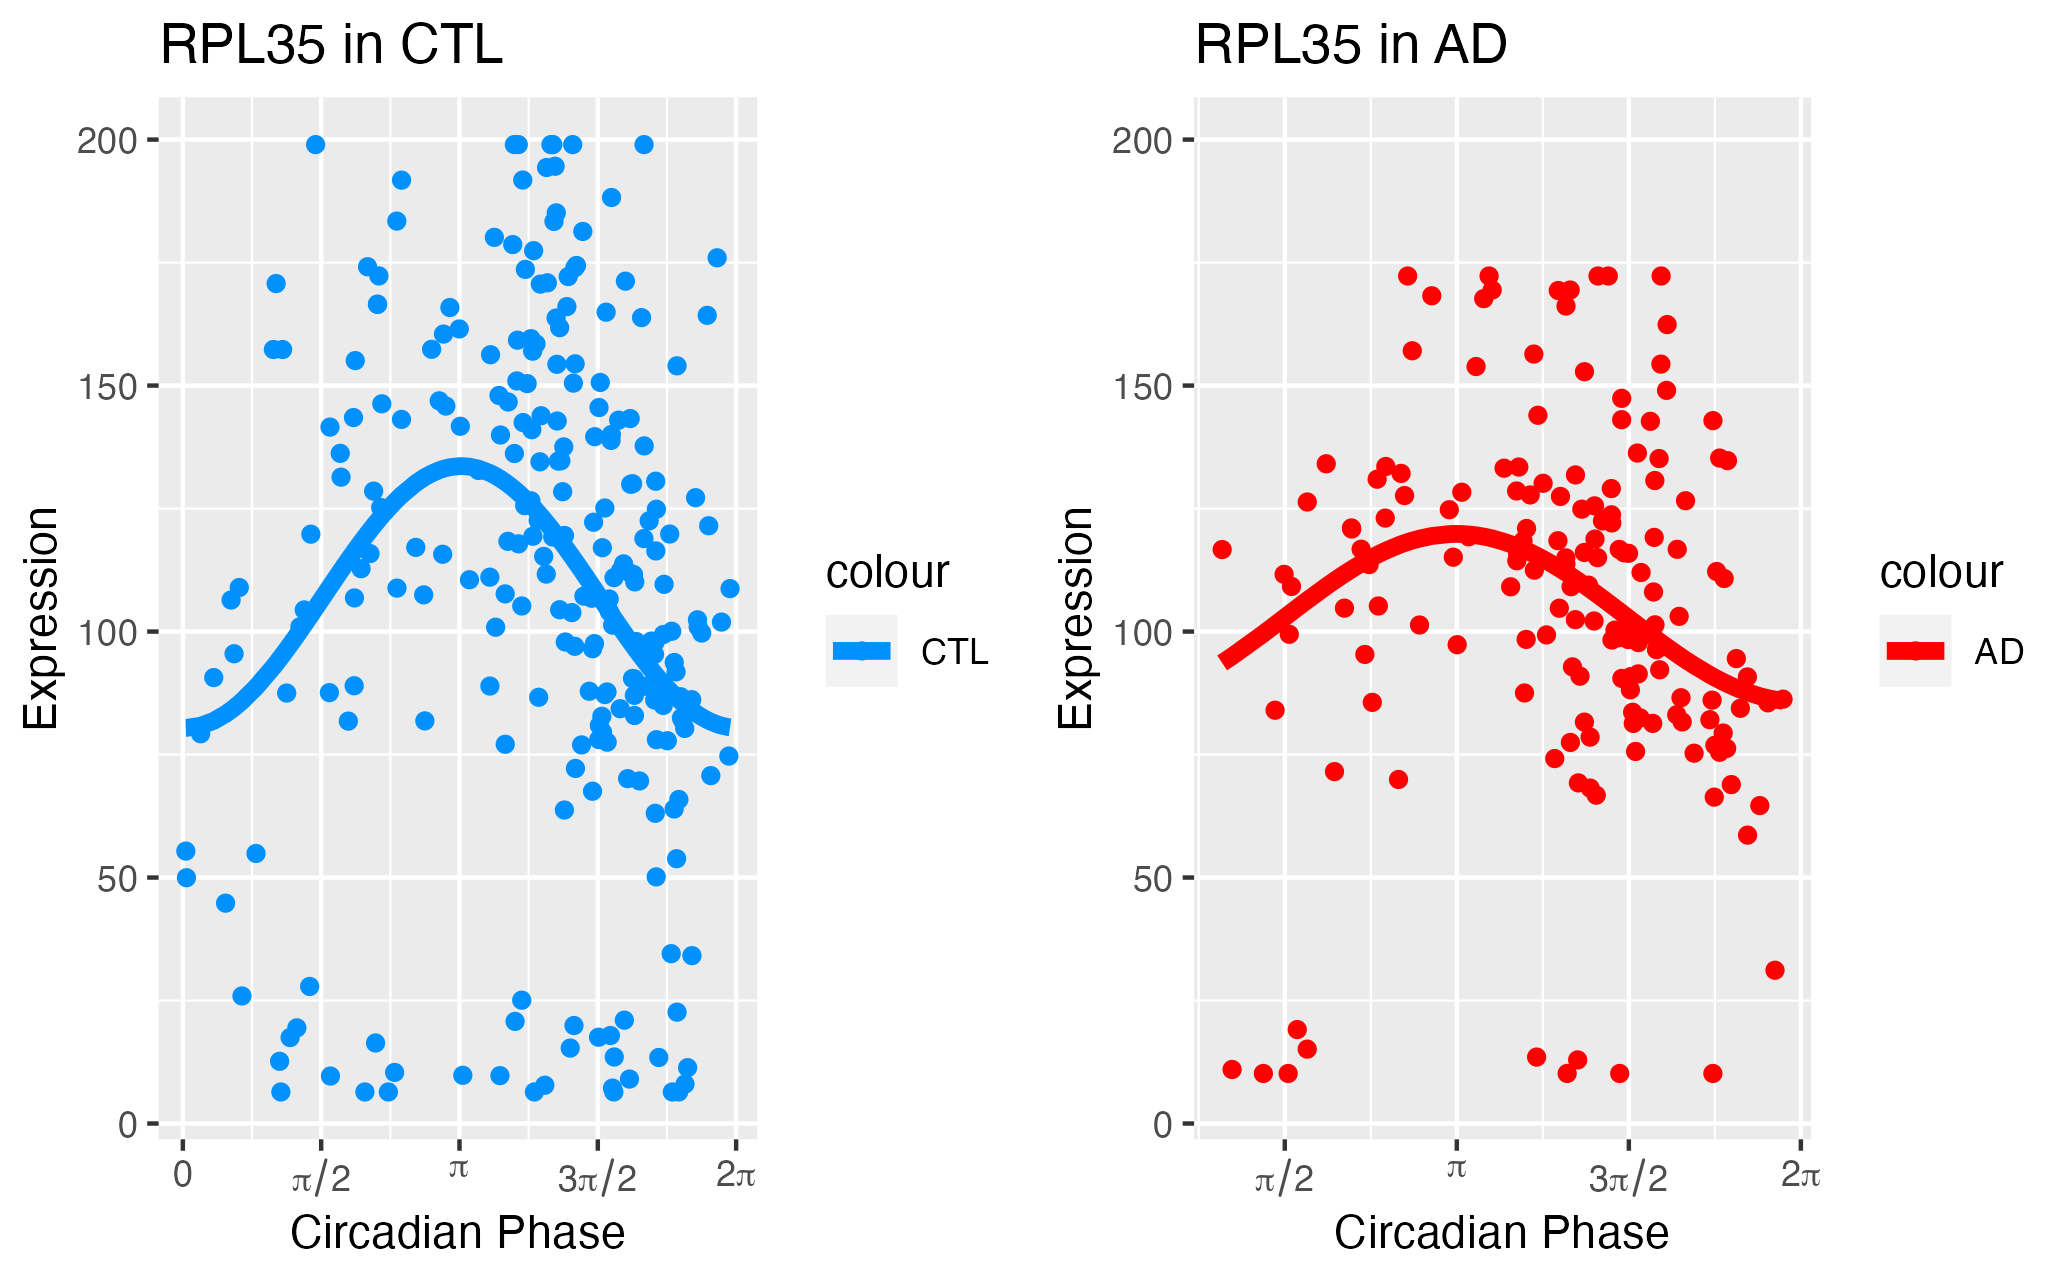 RPL35 in CTL
Expression
200
150
100
50
0
0
π/2
π
3π/2
2π
Circadian Phase
colour
CTL
RPL35 in AD
Expression
200
150
100
50
0
π/2
π
3π/2
2π
Circadian Phase
colour
AD